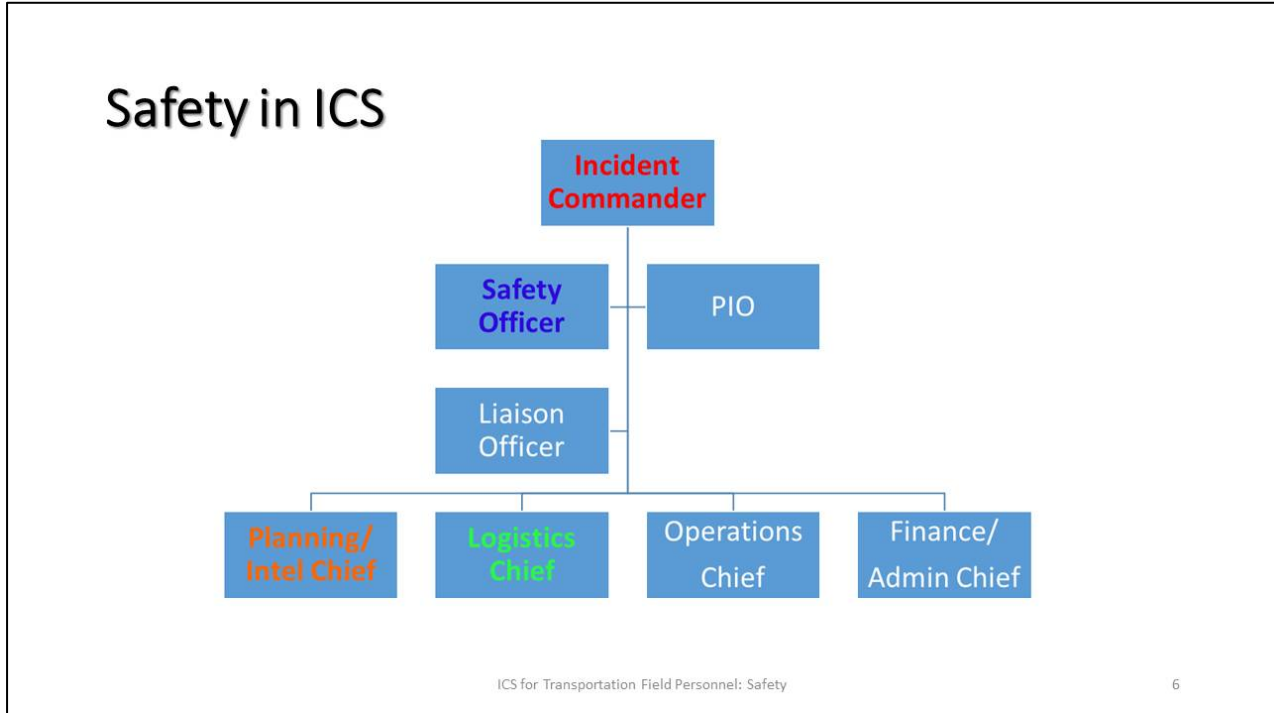 Safety in ICS
Incident
Commander
Safety
Officer
PIO
Liaison
Officer
Planning/
Intel Chief
Logistics
Chief
Operations
Chief
Finance/
Admin Chief
ICS for Transportation Field Personnel: Safety
6